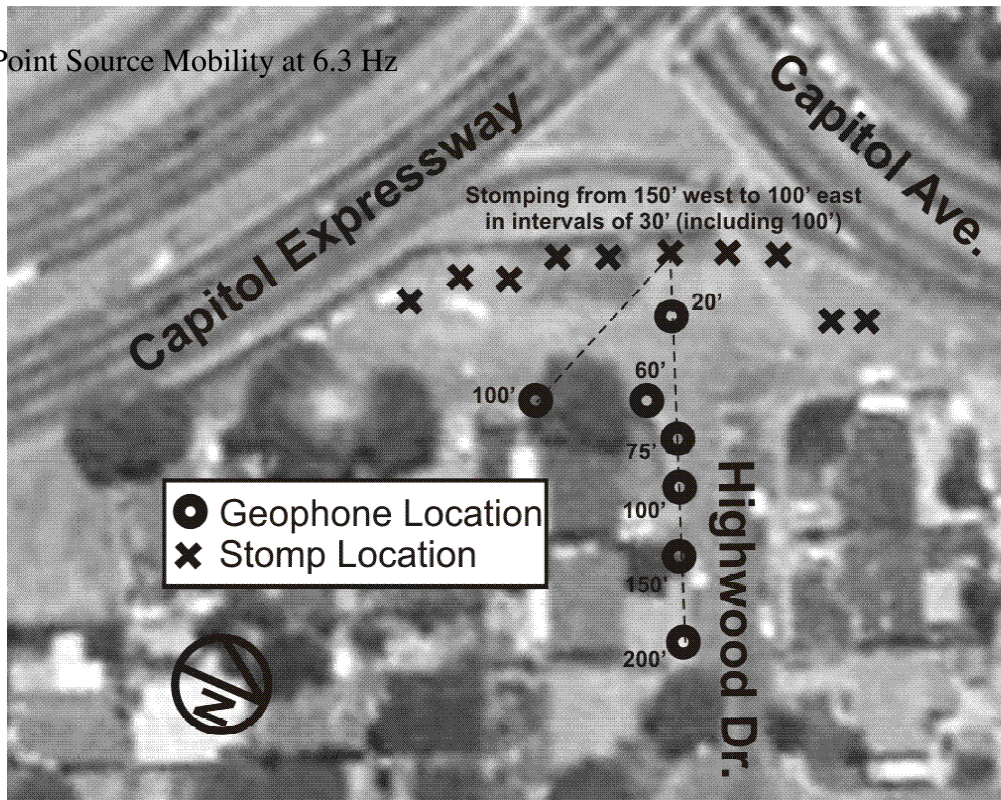 Point Source Mobility at 6.3 Hz
Capitol Expressway
Capitol Ave.
Stomping from 150’ west to 100’ east
in intervals of 30’ (including 100’)
20’
60’
100’
75’
100’
150’
200’
Highwood Dr.
Geophone Location
Stomp Location
N